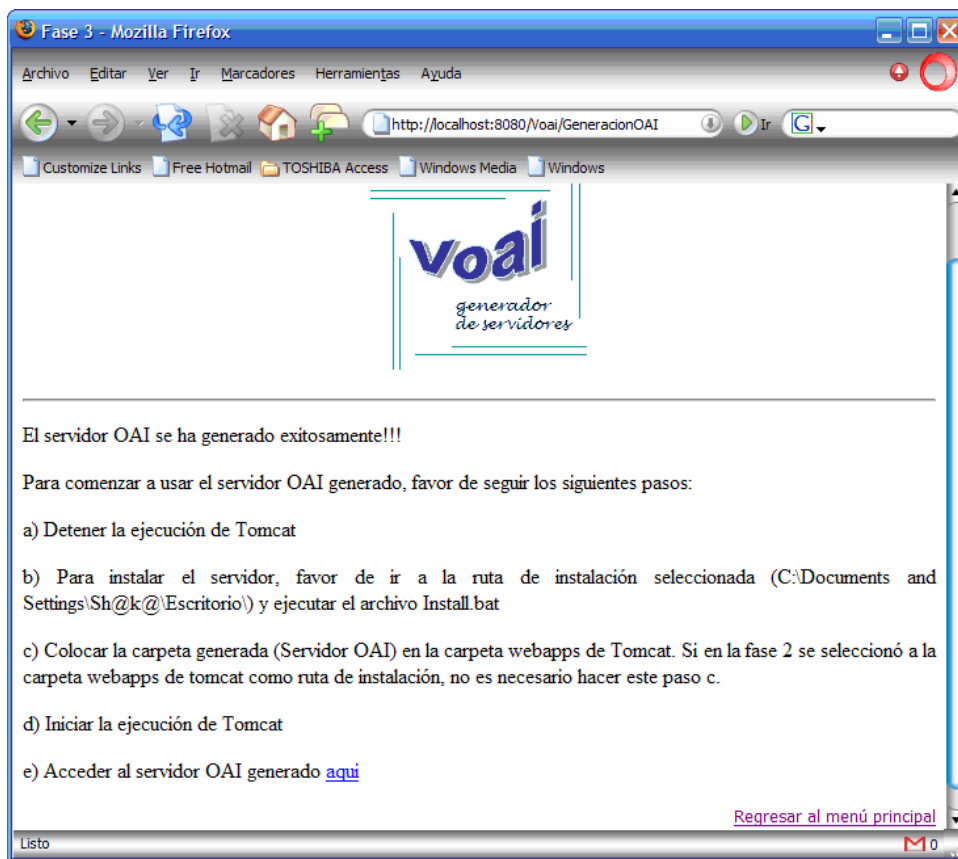 Fase 3 - Mozilla Firefox
Archivo Editar Ver Ir Marcadores Herramientas Ayuda
http://localhost:8080/Voai/GeneracionOAI Ir G
Customize Links Free Hotmail TOSHIBA Access Windows Media Windows
voai
generador
de servidores
El servidor OAI se ha generado exitosamente!!!
Para comenzar a usar el servidor OAI generado, favor de seguir los siguientes pasos:
a) Detener la ejecución de Tomcat
b) Para instalar el servidor, favor de ir a la ruta de instalación seleccionada (C:\Documents and
Settings\Sh@k@\Escritorio\) y ejecutar el archivo Install.bat
c) Colocar la carpeta generada (Servidor OAI) en la carpeta webapps de Tomcat. Si en la fase 2 se seleccionó a la
carpeta webapps de tomcat como ruta de instalación, no es necesario hacer este paso c.
d) Iniciar la ejecución de Tomcat
e) Acceder al servidor OAI generado aqui
Regresar al menú principal
Listo 0